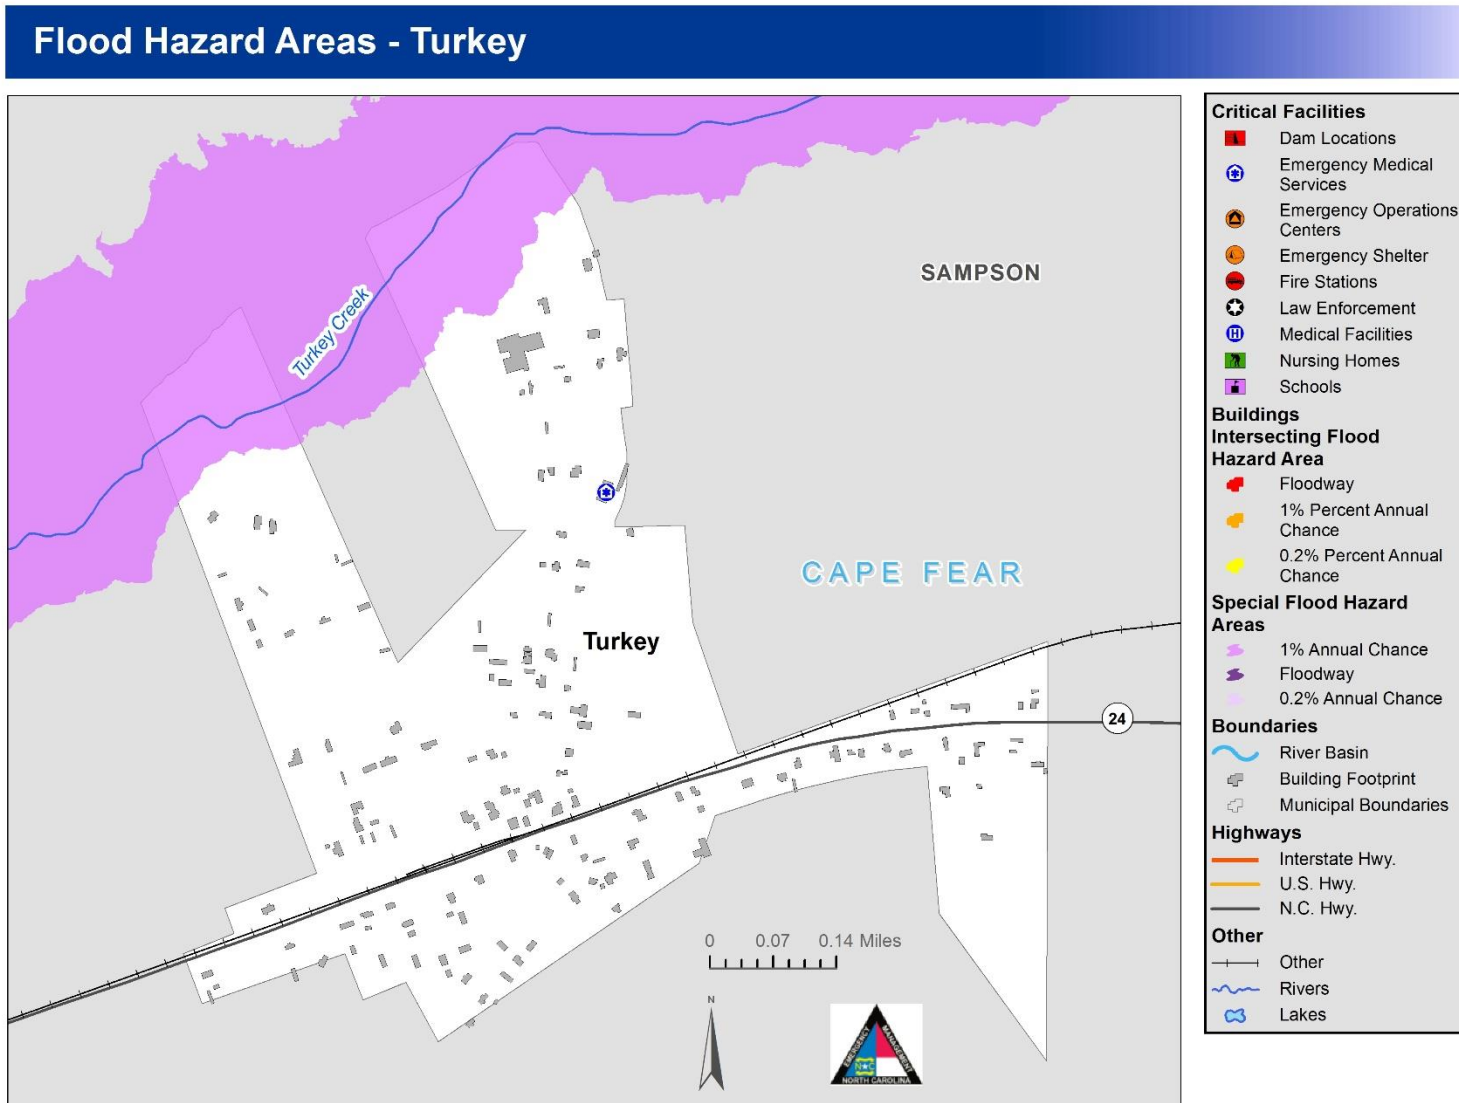 Flood Hazard Areas - Turkey
SAMPSON
Turkey Creek
CAPE FEAR
Turkey
24
0 0.07 0.14 Miles
N
EMERGENCY
MANAGEMENT
N C
NORTH CAROLINA
Critical Facilities
Dam Locations
Emergency Medical
Services
Emergency Operations
Centers
Emergency Shelter
Fire Stations
Law Enforcement
H
Medical Facilities
Nursing Homes
Schools
Buildings
Intersecting Flood
Hazard Area
Floodway
1% Percent Annual
Chance
0.2% Percent Annual
Chance
Special Flood Hazard
Areas
1% Annual Chance
Floodway
0.2% Annual Chance
Boundaries
River Basin
Building Footprint
Municipal Boundaries
Highways
Interstate Hwy.
U.S. Hwy.
N.C. Hwy.
Other
Other
Rivers
Lakes